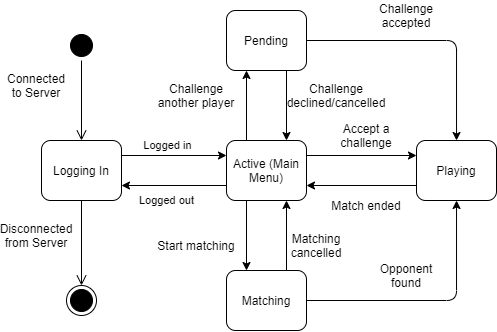 Challenge
accepted
Pending
Connected
to Server
Challenge
another player
Challenge
declined/cancelled
Logged in
Accept a
challenge
Logging In
Active (Main
Menu)
Playing
Logged out
Match ended
Disconnected
from Server
Start matching
Matching
cancelled
Opponent
found
Matching